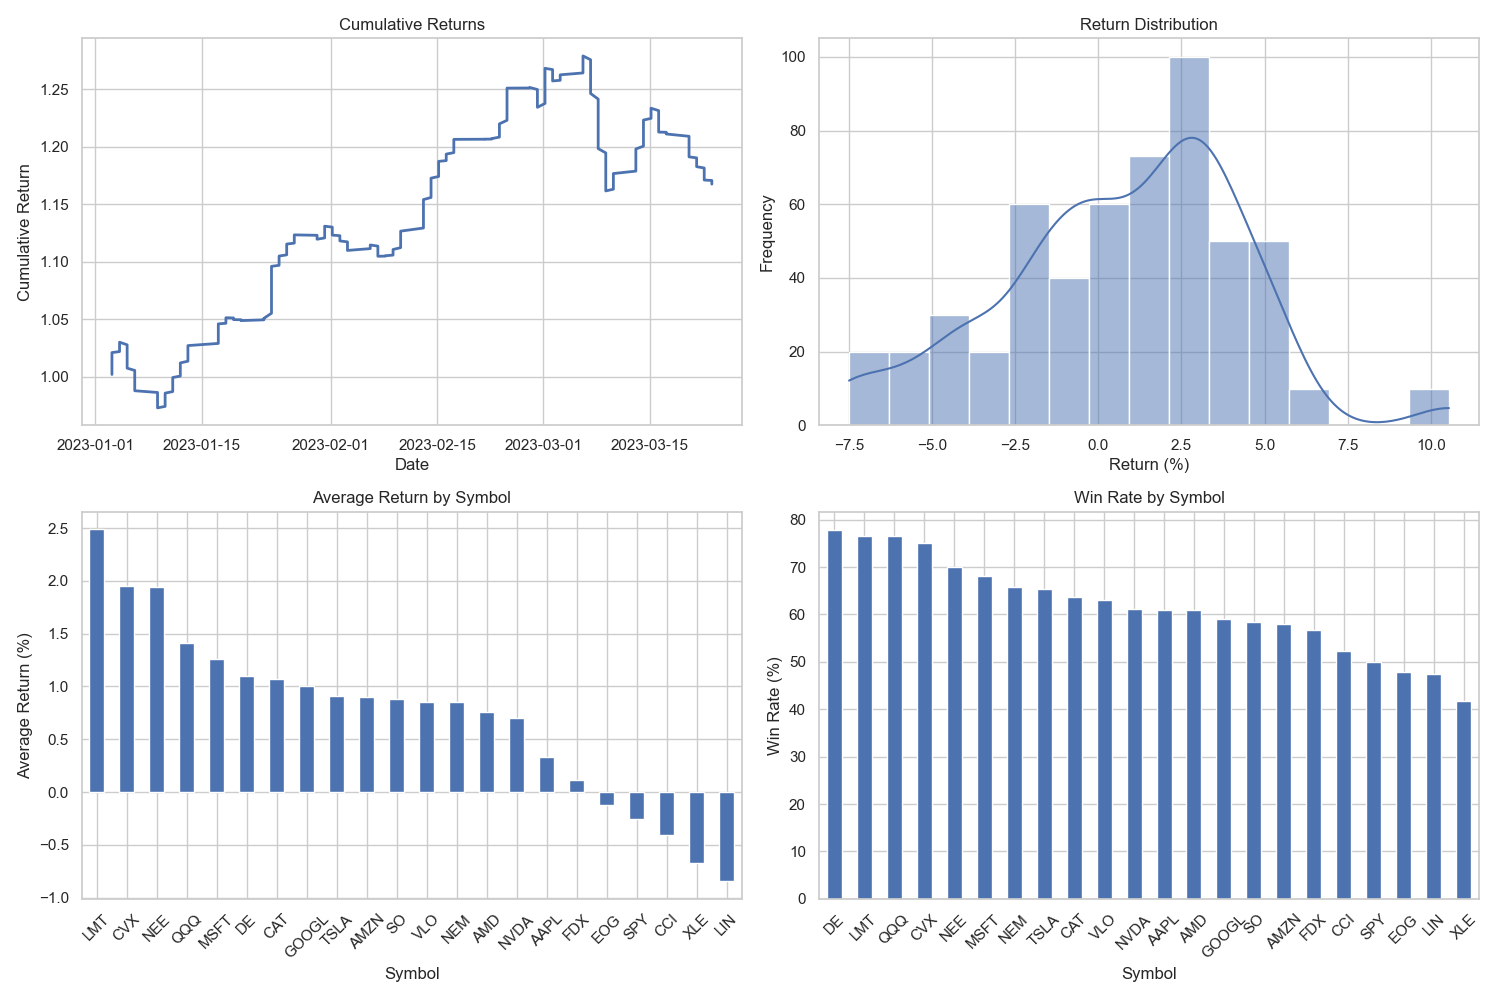 Cumulative Returns
Cumulative Return
1.25
1.20
1.15
1.10
1.05
1.00
2023-01-01 2023-01-15 2023-02-01 2023-02-15 2023-03-01 2023-03-15
Date
Return Distribution
Frequency
100
80
60
40
20
0
−7.5 −5.0 −2.5 0.0 2.5 5.0 7.5 10.0
Return (%)
Average Return by Symbol
Average Return (%)
2.5
2.0
1.5
1.0
0.5
0.0
−0.5
−1.0
LMT CVX NEE QQQ MSFT DE CAT GOOGL TSLA AMZN SO VLO NEM AMD NVDA AAPL FDX EOG SPY CCI XLE LIN
Symbol
Win Rate by Symbol
Win Rate (%)
80
70
60
50
40
30
20
10
0
DE LMT QQQ CVX NEE MSFT NEM TSLA CAT VLO NVDA AAPL AMD GOOGL SO AMZN FDX CCI SPY EOG LIN XLE
Symbol